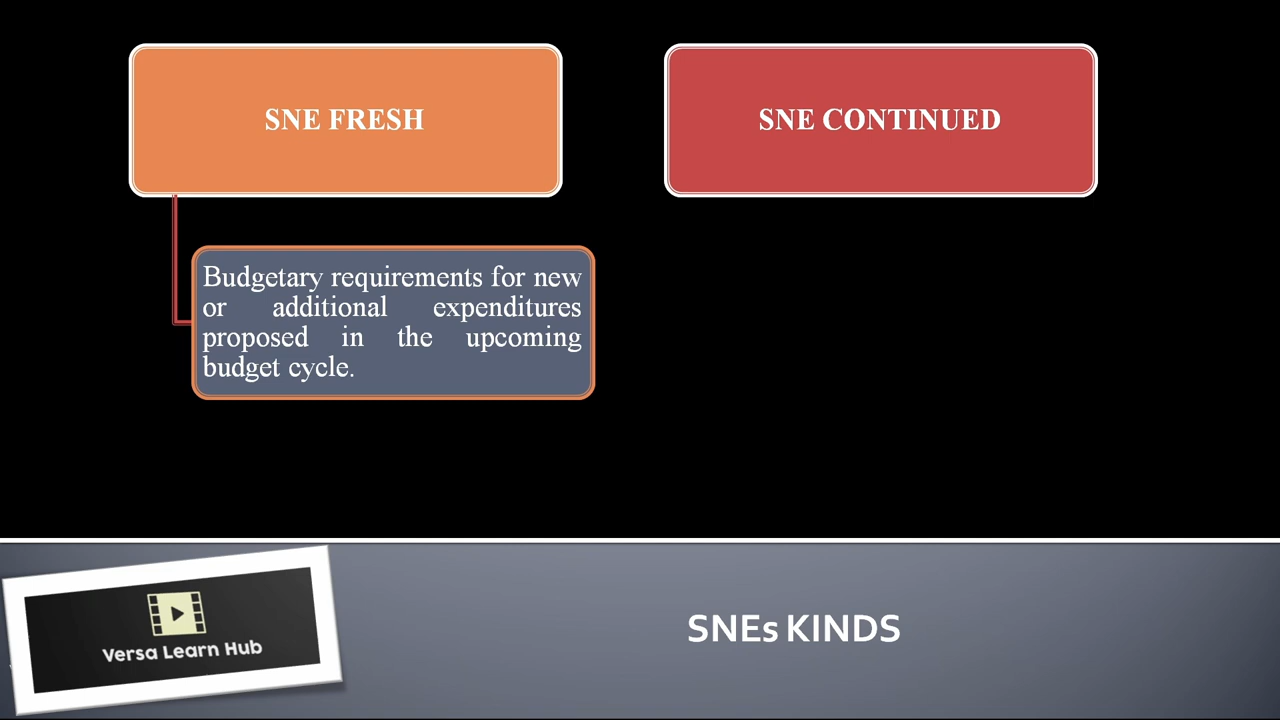 SNE FRESH
SNE CONTINUED
Budgetary requirements for new
or additional expenditures
proposed in the upcoming
budget cycle.
SNEs KINDS
Versa Learn Hub